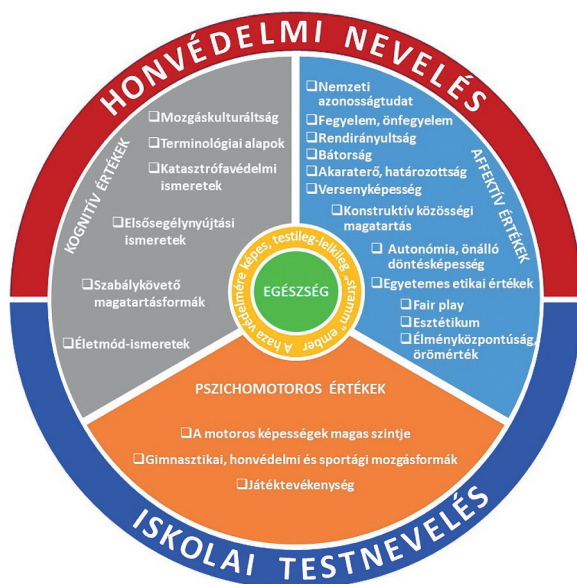 HONVÉDELMI NEVELÉS
KOGNITÍV ÉRTÉKEK
❑Mozgáskulturáltság
❑Terminológiai alapok
❑Katasztrófavédelmi
ismeretek
❑Elsősegélynyújtási
ismeretek
❑Szabálykövető
magatartásformák
❑Életmód-ismeretek
AFFEKTÍV ÉRTÉKEK
❑Nemzeti
azonosságtudat
❑Fegyelem, önfegyelem
❑Rendirányultság
❑Bátorság
❑Akaraterő, határozottság
❑Versenyképesség
❑Konstruktív közösségi
magatartás
❑Autonómia, önálló
döntésképesség
❑Egyetemes etikai értékek
❑Fair play
❑Esztétikum
❑Élményközpontúság,
örömérték
A haza védelmére képes, testileg-lelkileg „stramm” ember
EGÉSZSÉG
PSZICHOMOTOROS ÉRTÉKEK
❑A motoros képességek magas szintje
❑Gimnasztikai, honvédelmi és sportági mozgásformák
❑Játéktevékenység
ISKOLAI TESTNEVELÉS